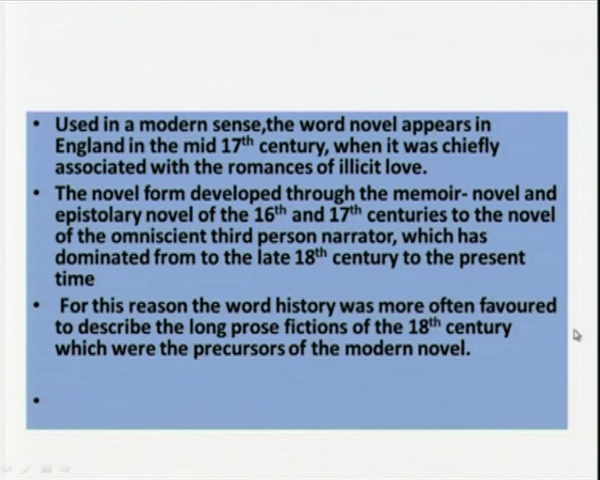 • Used in a modern sense,the word novel appears in
England in the mid 17th century, when it was chiefly
associated with the romances of illicit love.
• The novel form developed through the memoir- novel and
epistolary novel of the 16th and 17th centuries to the novel
of the omniscient third person narrator, which has
dominated from to the late 18th century to the present
time
• For this reason the word history was more often favoured
to describe the long prose fictions of the 18th century
which were the precursors of the modern novel.
•